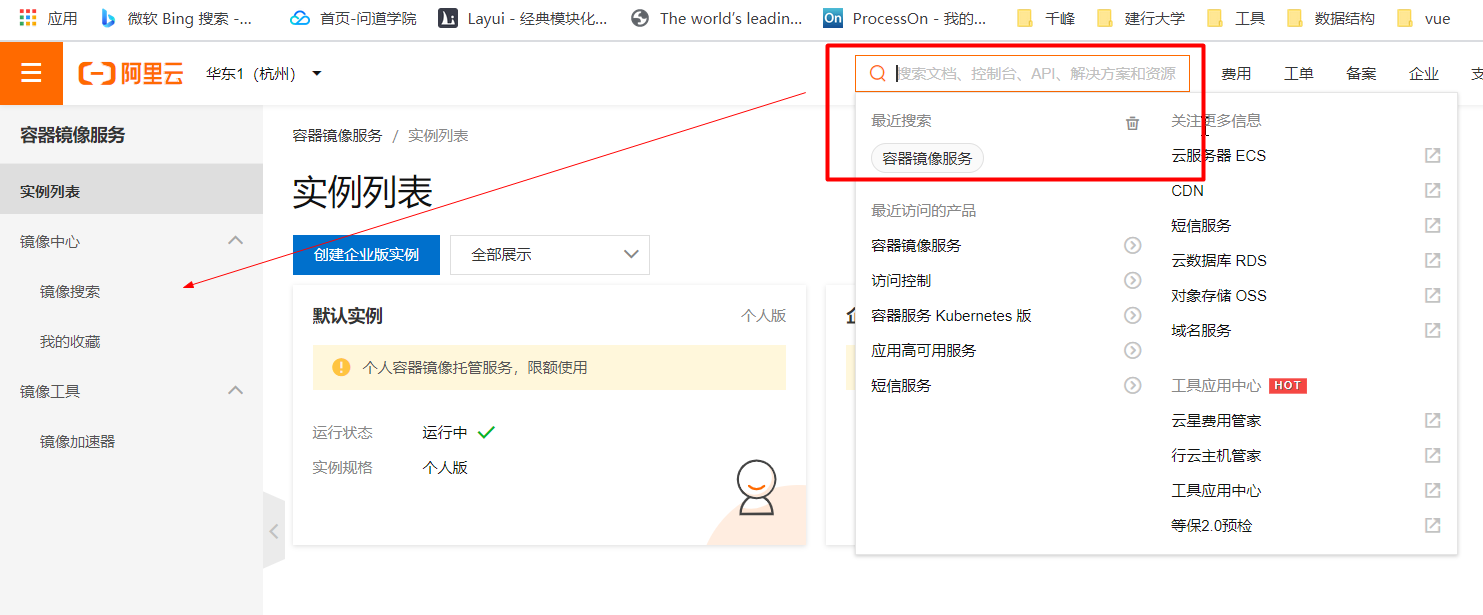 应用
微软 Bing 搜索 -...
首页-问道学院
Layui - 经典模块化...
The world's leadin...
On
ProcessOn - 我的...
千峰
建行大学
工具
数据结构
vue
阿里云
华东1（杭州）
搜索文档、控制台、API、解决方案和资源
费用
工单
备案
企业
支
容器镜像服务
实例列表
镜像中心
镜像搜索
我的收藏
镜像工具
镜像加速器
容器镜像服务 / 实例列表
实例列表
创建企业版实例
全部展示
默认实例
个人版
个人容器镜像托管服务，限额使用
运行状态
运行中
实例规格
个人版
最近搜索
容器镜像服务
最近访问的产品
容器镜像服务
访问控制
容器服务 Kubernetes 版
应用高可用服务
短信服务
关注更多信息
云服务器 ECS
CDN
短信服务
云数据库 RDS
对象存储 OSS
域名服务
工具应用中心 HOT
云星费用管家
行云主机管家
工具应用中心
等保2.0预检